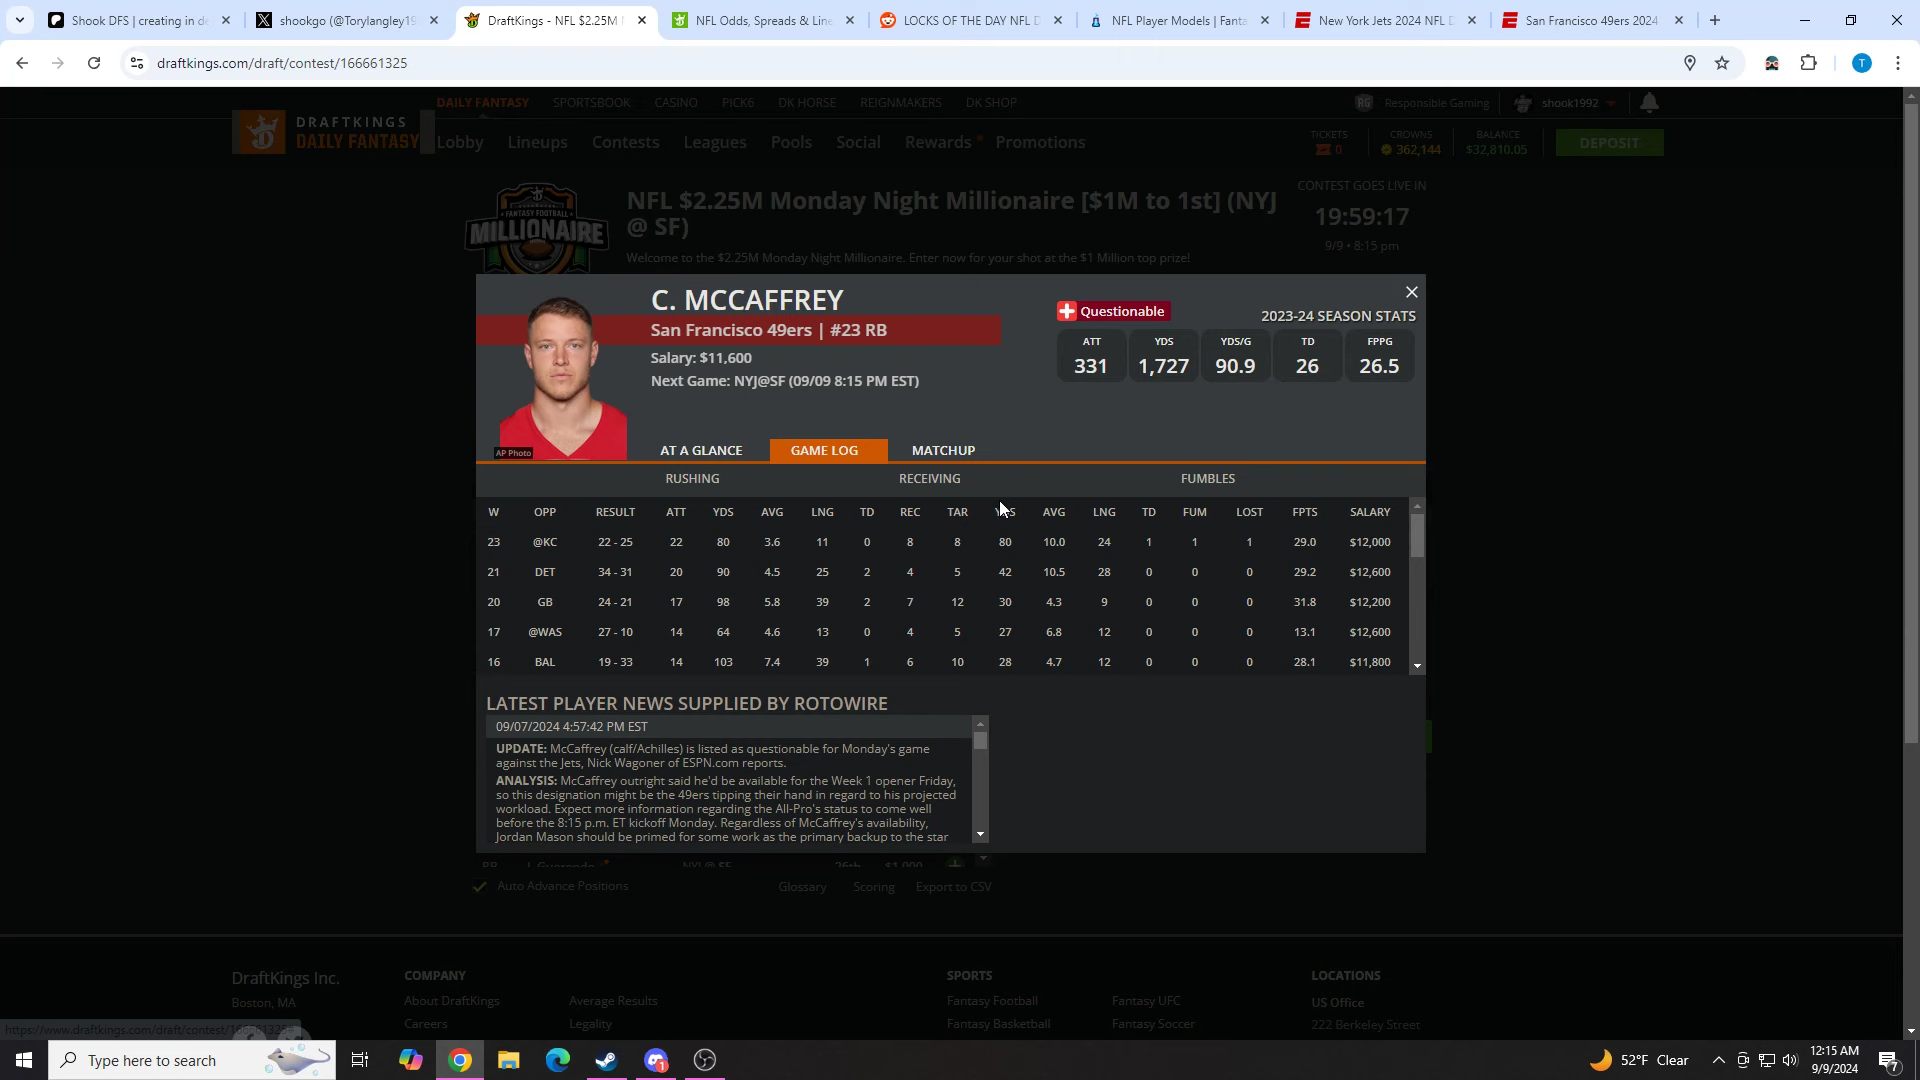 Shook DFS | creating in de
shookgo (@Torylangley19
DraftKings - NFL $2.25M
NFL Odds, Spreads & Line
LOCKS OF THE DAY NFL D
NFL Player Models | Fanta
New York Jets 2024 NFL D
San Francisco 49ers 2024
draftkings.com/draft/contest/166661325
T
DAILY FANTASY SPORTSBOOK CASINO PICK6 DK HORSE REIGNMAKERS DK SHOP
RG Responsible Gaming shook1992
DRAFTKINGS
DAILY FANTASY
Lobby Lineups Contests Leagues Pools Social Rewards Promotions
TICKETS CROWNS BALANCE
0 362,144 $32,810.05
DEPOSIT
FANTASY FOOTBALL
MILLIONAIRE
NFL $2.25M Monday Night Millionaire [$1M to 1st] (NYJ
@ SF)
Welcome to the $2.25M Monday Night Millionaire. Enter now for your shot at the $1 Million top prize!
CONTEST GOES LIVE IN
19:59:17
9/9 • 8:15 pm
C. MCCAFFREY
San Francisco 49ers | #23 RB
Salary: $11,600
Next Game: NYJ@SF (09/09 8:15 PM EST)
AP Photo
Questionable
2023-24 SEASON STATS
ATT YDS YDS/G TD FPPG
331 1,727 90.9 26 26.5
AT A GLANCE GAME LOG MATCHUP
RUSHING RECEIVING FUMBLES
W OPP RESULT ATT YDS AVG LNG TD REC TAR YDS AVG LNG TD FUM LOST FPTS SALARY
23 @KC 22 - 25 22 80 3.6 11 0 8 8 80 10.0 24 1 1 1 29.0 $12,000
21 DET 34 - 31 20 90 4.5 25 2 4 5 42 10.5 28 0 0 0 29.2 $12,600
20 GB 24 - 21 17 98 5.8 39 2 7 12 30 4.3 9 0 0 0 31.8 $12,200
17 @WAS 27 - 10 14 64 4.6 13 0 4 5 27 6.8 12 0 0 0 13.1 $12,600
16 BAL 19 - 33 14 103 7.4 39 1 6 10 28 4.7 12 0 0 0 28.1 $11,800
LATEST PLAYER NEWS SUPPLIED BY ROTOWIRE
09/07/2024 4:57:42 PM EST
UPDATE: McCaffrey (calf/Achilles) is listed as questionable for Monday's game
against the Jets, Nick Wagoner of ESPN.com reports.
ANALYSIS: McCaffrey outright said he'd be available for the Week 1 opener Friday,
so this designation might be the 49ers tipping their hand in regard to his projected
workload. Expect more information regarding the All-Pro's status to come well
before the 8:15 p.m. ET kickoff Monday. Regardless of McCaffrey's availability,
Jordan Mason should be primed for some work as the primary backup to the star
RB I. Guerendo NYJ @ SF 26th $1,000
Auto Advance Positions Glossary Scoring Export to CSV
DraftKings Inc.
Boston, MA
COMPANY
About DraftKings Average Results
Careers Legality
SPORTS
Fantasy Football Fantasy UFC
Fantasy Basketball Fantasy Soccer
LOCATIONS
US Office
222 Berkeley Street
Type here to search
52°F Clear
12:15 AM
9/9/2024
7